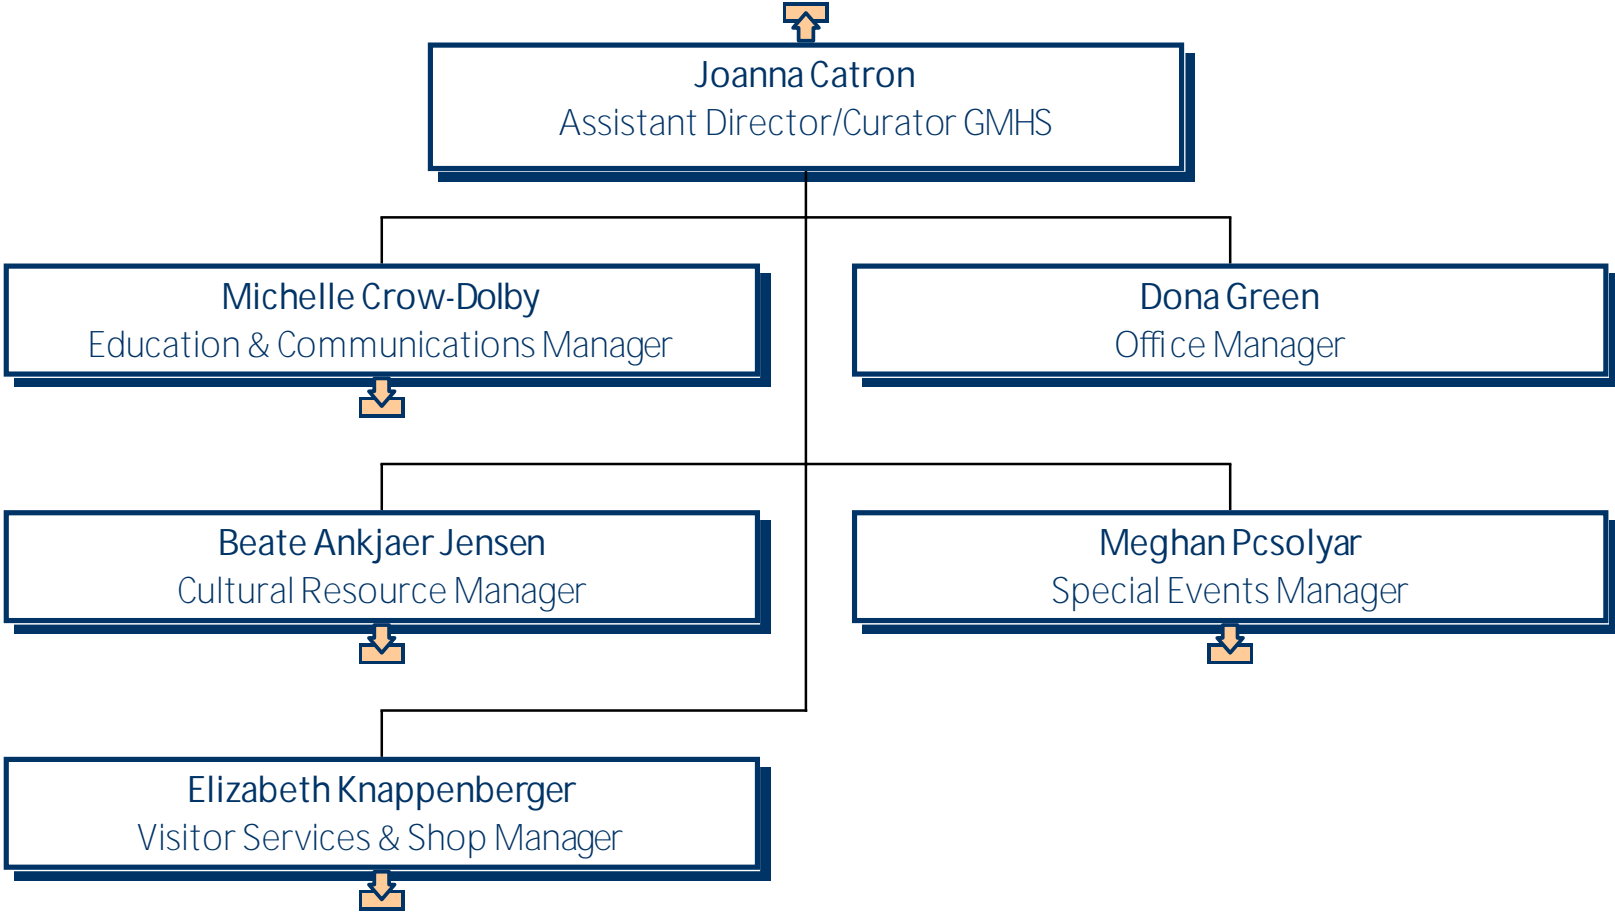 Joanna Catron
Assistant Director/Curator GMHS
Michelle Crow-Dolby
Education & Communications Manager
Dona Green
Office Manager
Beate Ankjaer Jensen
Cultural Resource Manager
Meghan Pcsolyar
Special Events Manager
Elizabeth Knappenberger
Visitor Services & Shop Manager